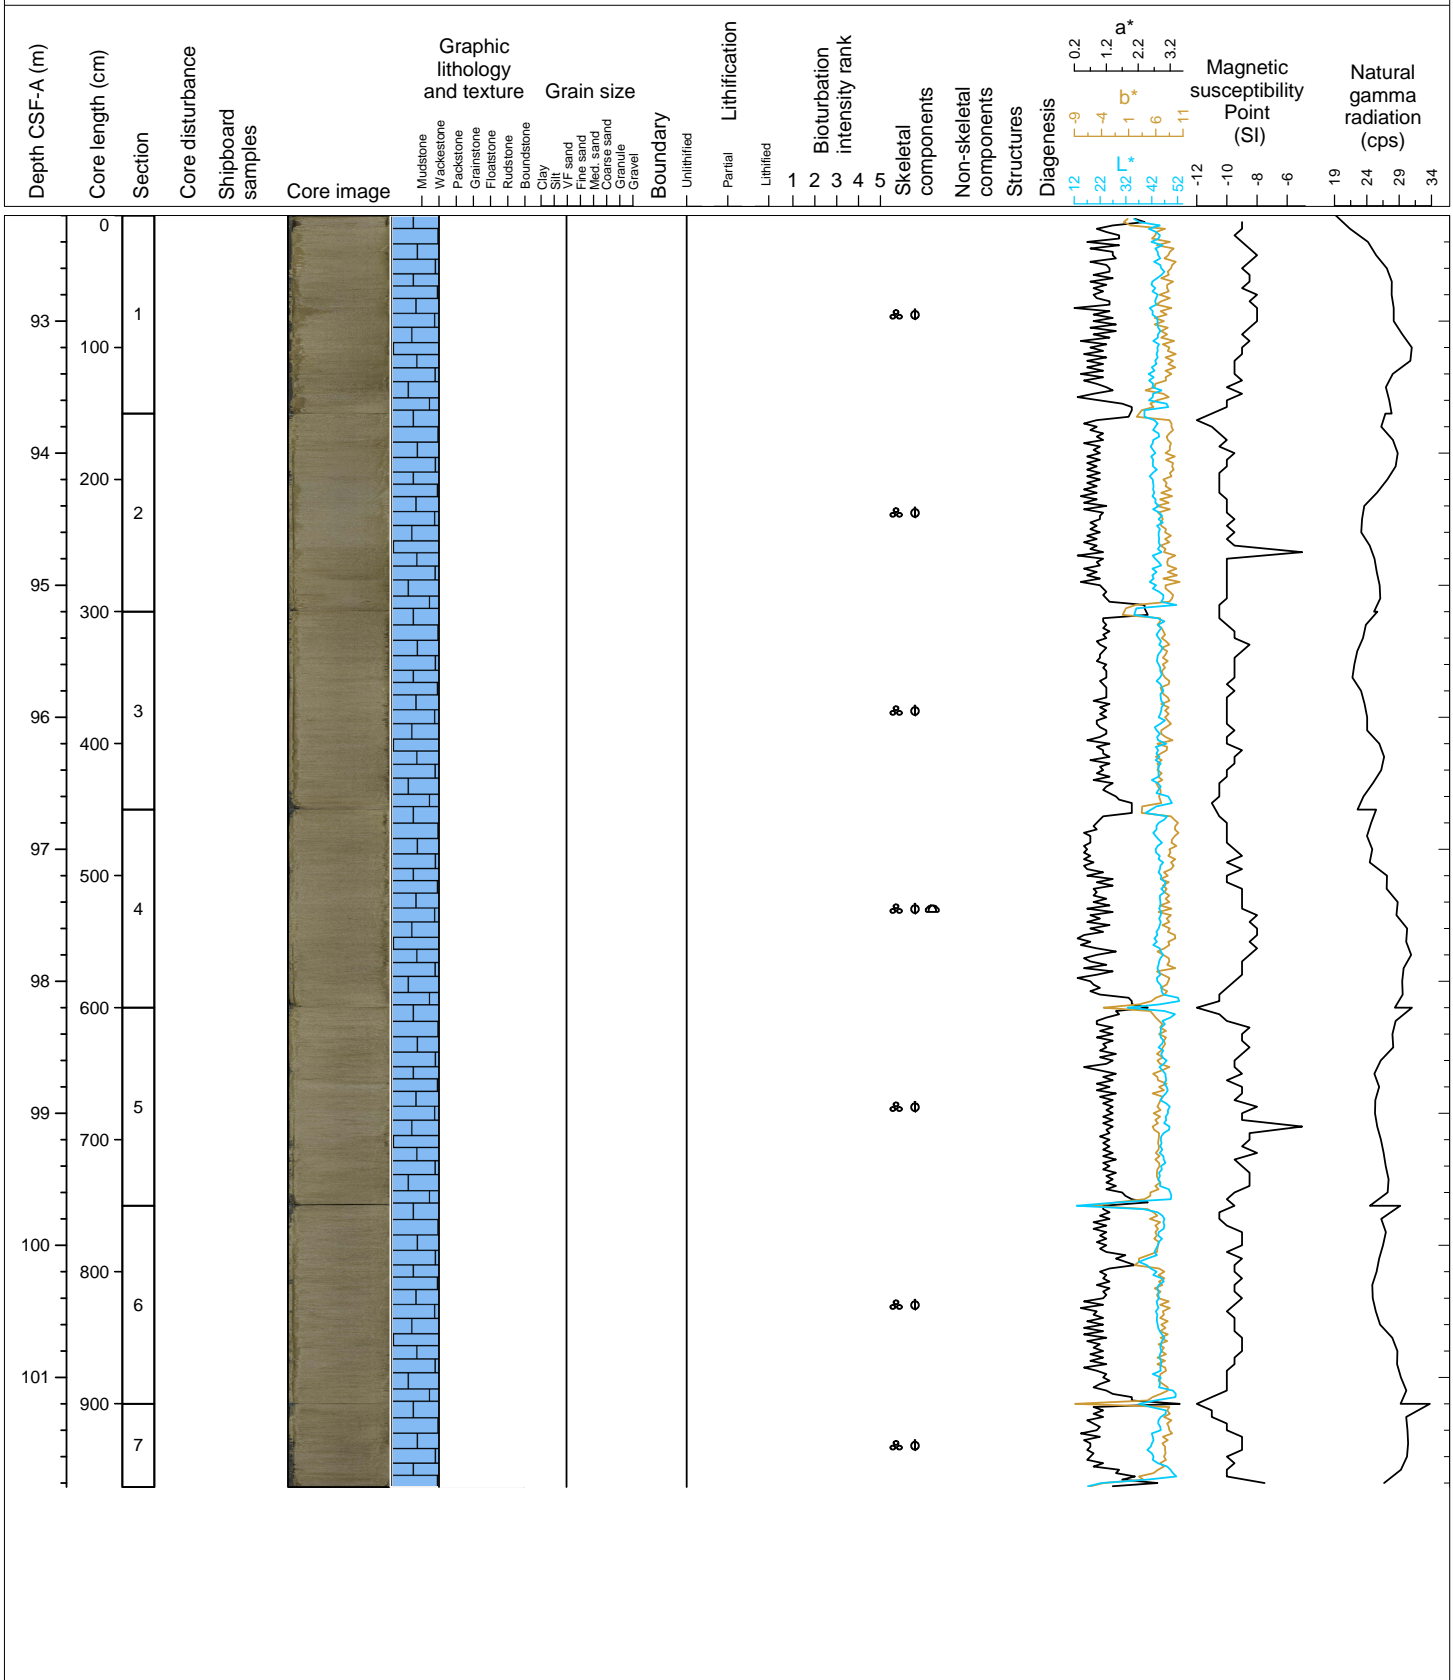 Depth CSF-A (m)
Core length (cm)
Section
Core disturbance
Shipboard
samples
Core image
Graphic
lithology
and texture
Mudstone
Wackestone
Packstone
Grainstone
Floatstone
Rudstone
Boundstone
Grain size
Clay
Silt
VF sand
Fine sand
Med. sand
Coarse sand
Granule
Gravel
Boundary
Lithification
Unlithified
Partial
Lithified
Bioturbation
intensity rank
1 2 3 4 5
Skeletal
components
Non-skeletal
components
Structures
Diagenesis
a*
0.2 1.2 2.2 3.2
b*
-9 -4 1 6 11
L*
12 22 32 42 52
Magnetic
susceptibility
Point
(SI)
-12 -10 -8 -6
Natural
gamma
radiation
(cps)
19 24 29 34
0
1
93
100
94
200
2
95
300
96
3
400
97
500
4
98
600
99
5
700
100
800
6
101
900
7